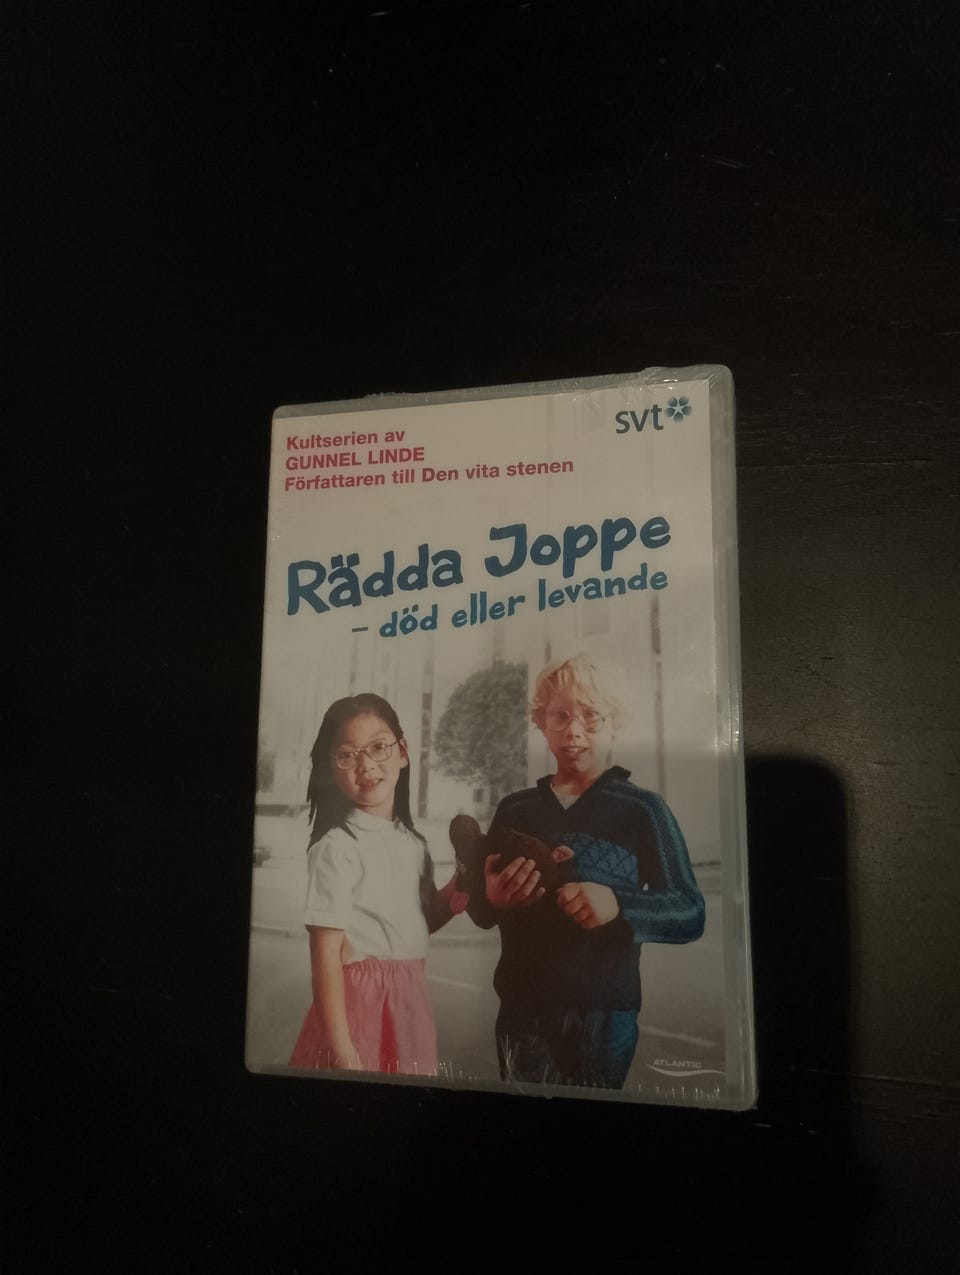 svt
Kultserien av
GUNNEL LINDE
Författaren till Den vita stenen
Rädda Joppe
– död eller levande
ATLANTIC